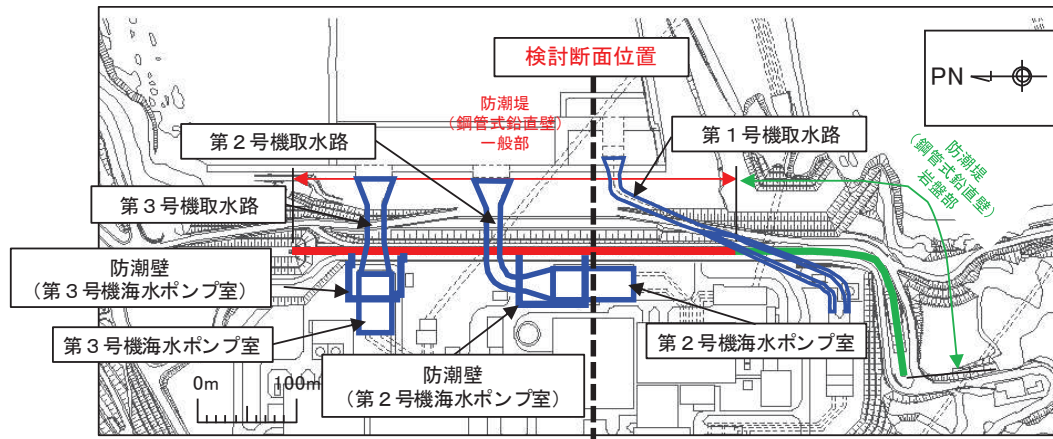 検討断面位置
PN
防潮堤
（鋼管式鉛直壁）
一般部
第２号機取水路
第１号機取水路
防潮堤
（鋼管式鉛直壁）
岩盤部
第３号機取水路
防潮壁
（第３号機海水ポンプ室）
第３号機海水ポンプ室
第２号機海水ポンプ室
防潮壁
（第２号機海水ポンプ室）
0m
100m